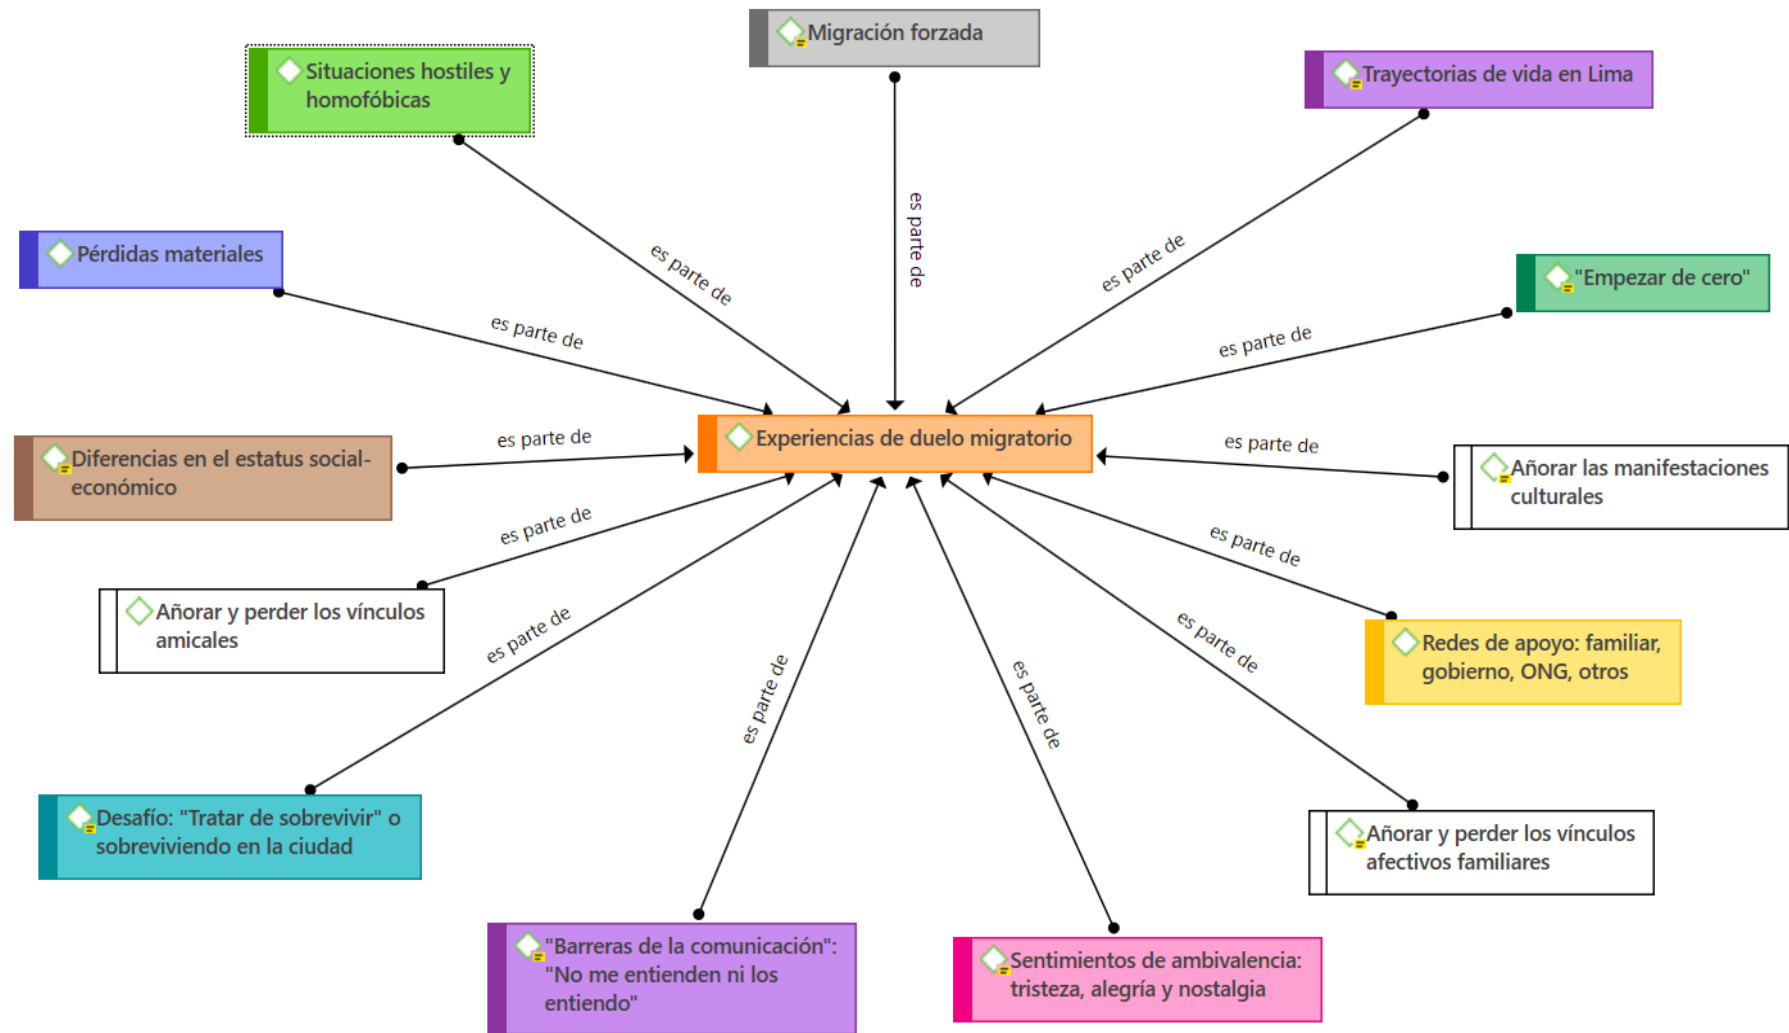 Migración forzada
Situaciones hostiles y
homofóbicas
Trayectorias de vida en Lima
es parte de
es parte de
es parte de
Pérdidas materiales
"Empezar de cero"
es parte de
es parte de
Experiencias de duelo migratorio
Diferencias en el estatus social-
económico
es parte de
es parte de
Añorar las manifestaciones
culturales
es parte de
es parte de
Añorar y perder los vínculos
amicales
es parte de
es parte de
Redes de apoyo: familiar,
gobierno, ONG, otros
es parte de
es parte de
Desafío: "Tratar de sobrevivir" o
sobreviviendo en la ciudad
Añorar y perder los vínculos
afectivos familiares
"Barreras de la comunicación":
"No me entienden ni los
entiendo"
Sentimientos de ambivalencia:
tristeza, alegría y nostalgia